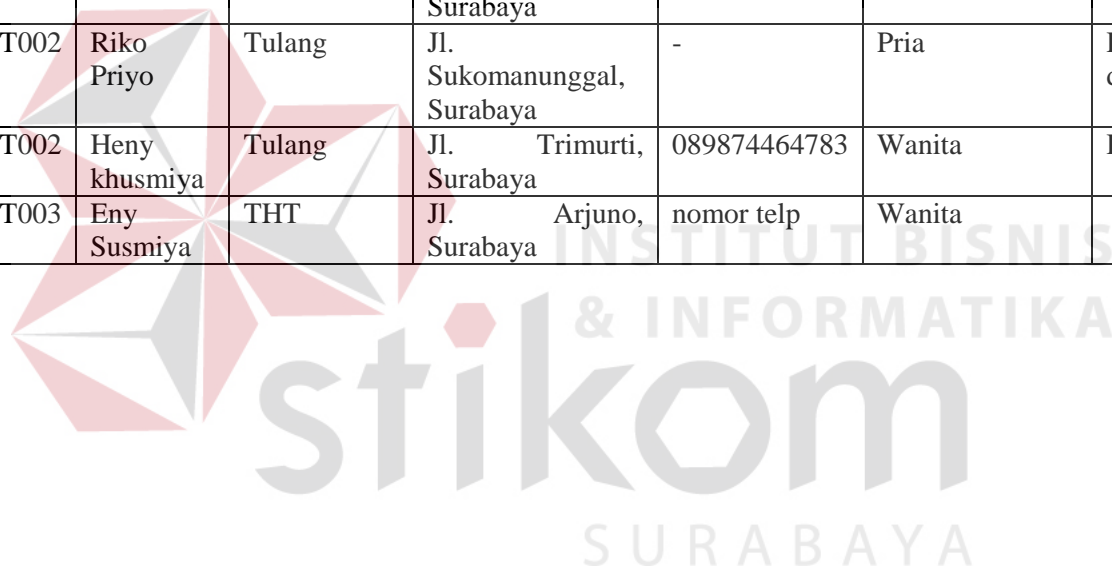 Surabaya
T002 Riko Tulang Jl. - Pria
Priyo Sukomanunggal,
Surabaya
T002 Heny Tulang Jl. Trimurti, 089874464783 Wanita
khusmiya Surabaya
T003 Eny THT Jl. Arjuno, nomor telp Wanita
Susmiya Surabaya
INSTITUT BISNIS
& INFORMATIKA
stikom
SURABAYA